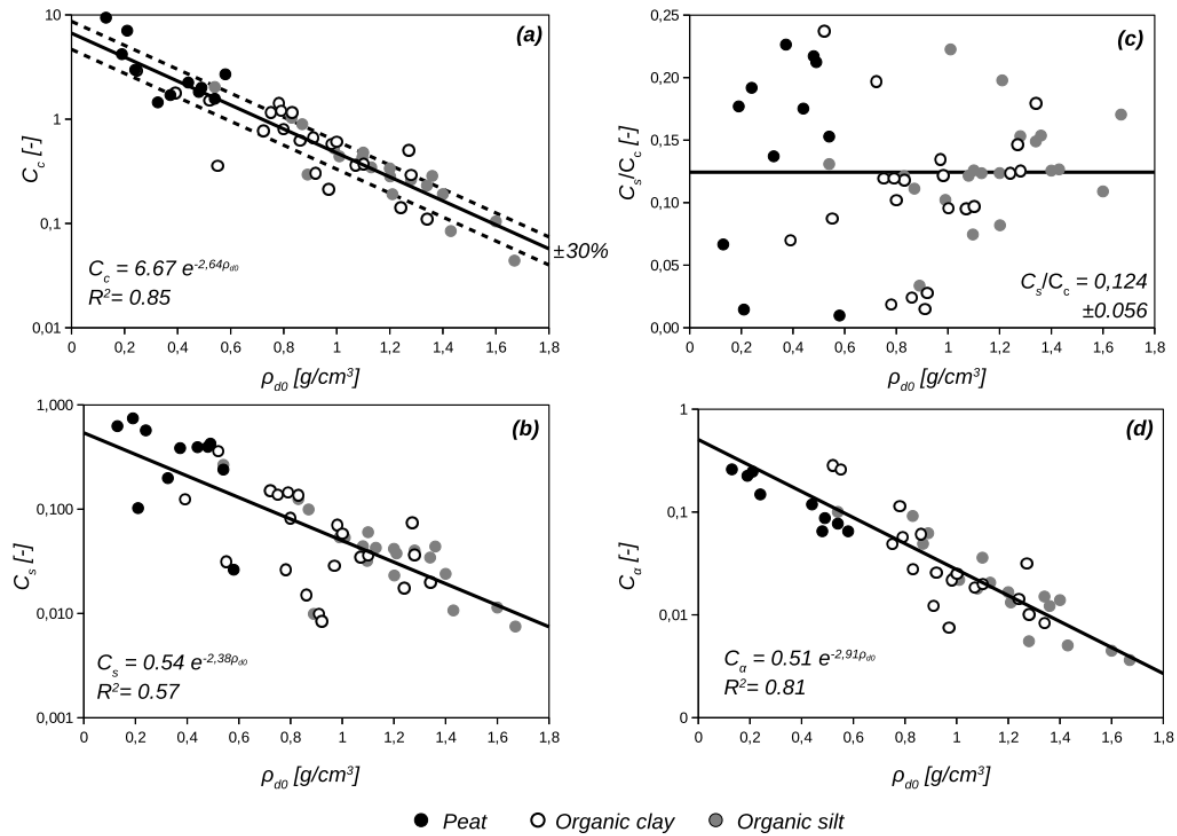 10
1
0,1
0,01
C_c [-]
(a)
C_c = 6.67 e^-2,64ρ_d0
R²= 0.85
±30%
0 0,2 0,4 0,6 0,8 1 1,2 1,4 1,6 1,8
ρ_d0 [g/cm³]
0,25
0,20
0,15
0,10
0,05
0,00
C_s/C_c [-]
(c)
C_s/C_c = 0,124
±0.056
0 0,2 0,4 0,6 0,8 1 1,2 1,4 1,6 1,8
ρ_d0 [g/cm³]
1,000
0,100
0,010
0,001
C_s [-]
(b)
C_s = 0.54 e^-2,38ρ_d0
R²= 0.57
0 0,2 0,4 0,6 0,8 1 1,2 1,4 1,6 1,8
ρ_d0 [g/cm³]
1
0,1
0,01
0
C_α [-]
(d)
C_α = 0.51 e^-2,91ρ_d0
R²= 0.81
0 0,2 0,4 0,6 0,8 1 1,2 1,4 1,6 1,8
ρ_d0 [g/cm³]
Peat Organic clay Organic silt